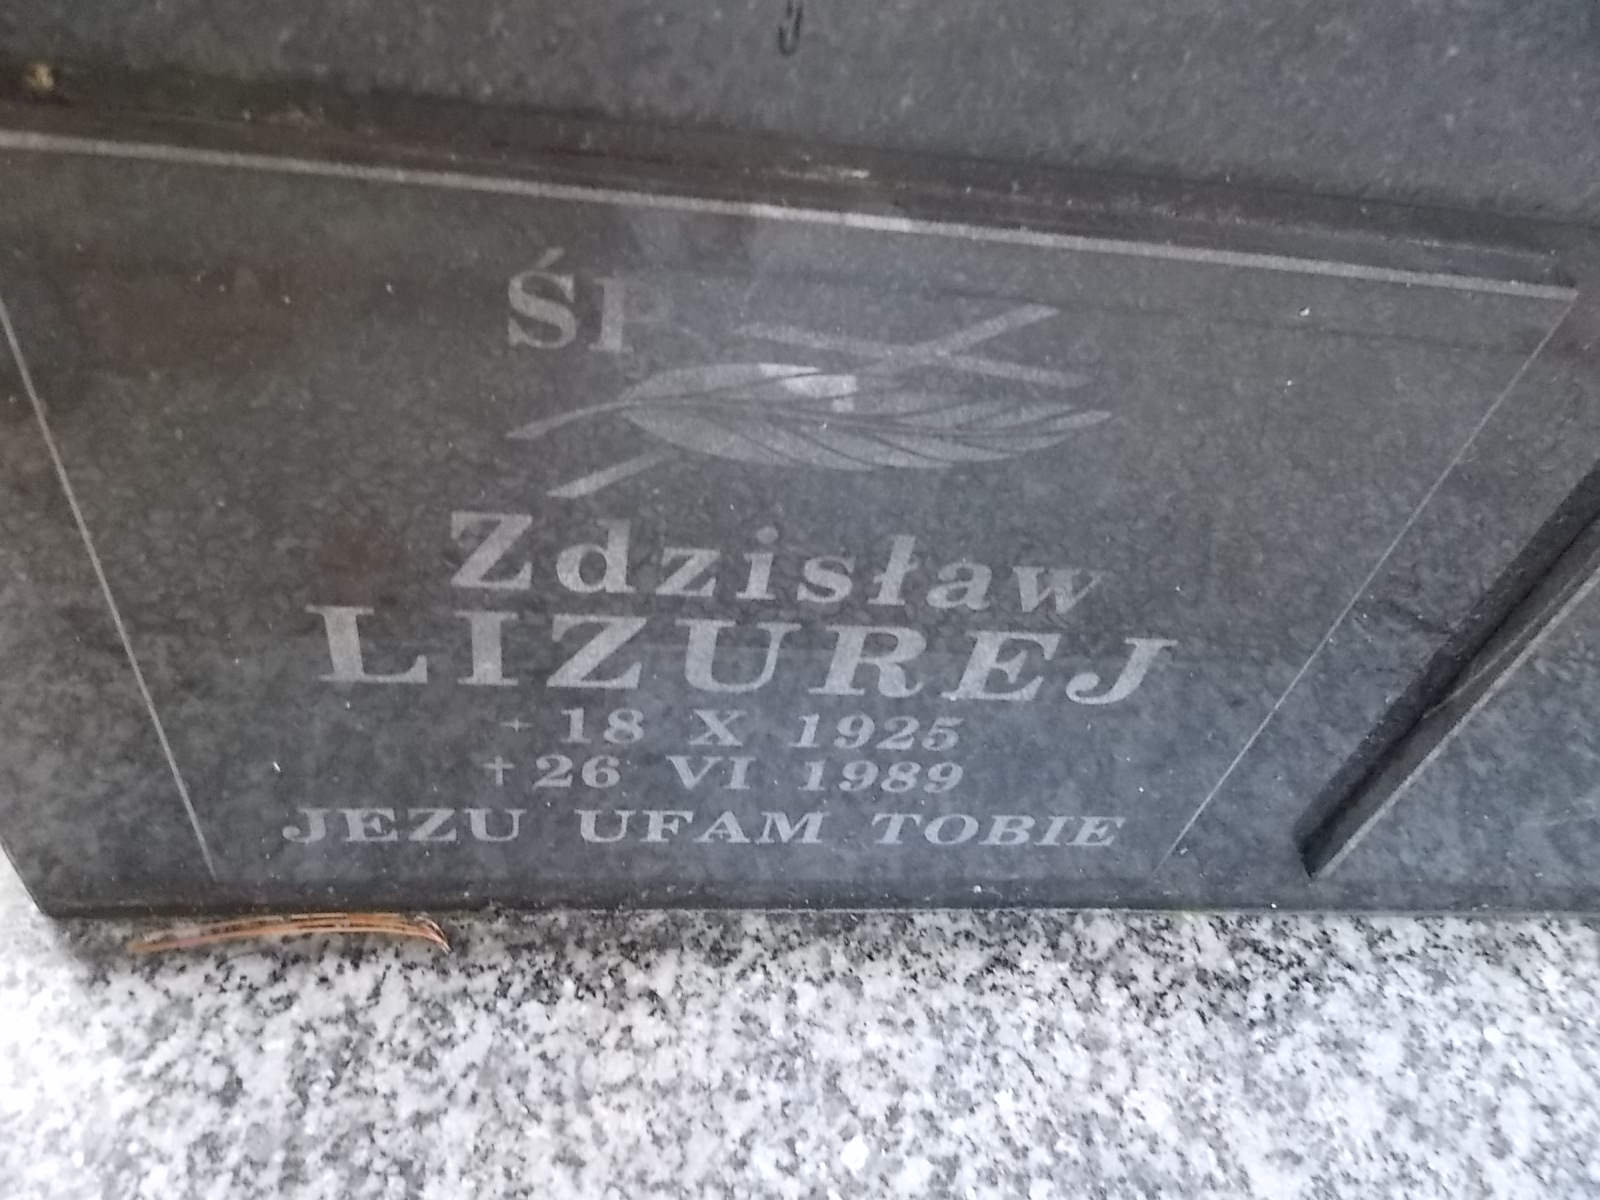 ŚP
Zdzisław
LIZUREJ
* 18 X 1925
† 26 VI 1989
JEZU UFAM TOBIE